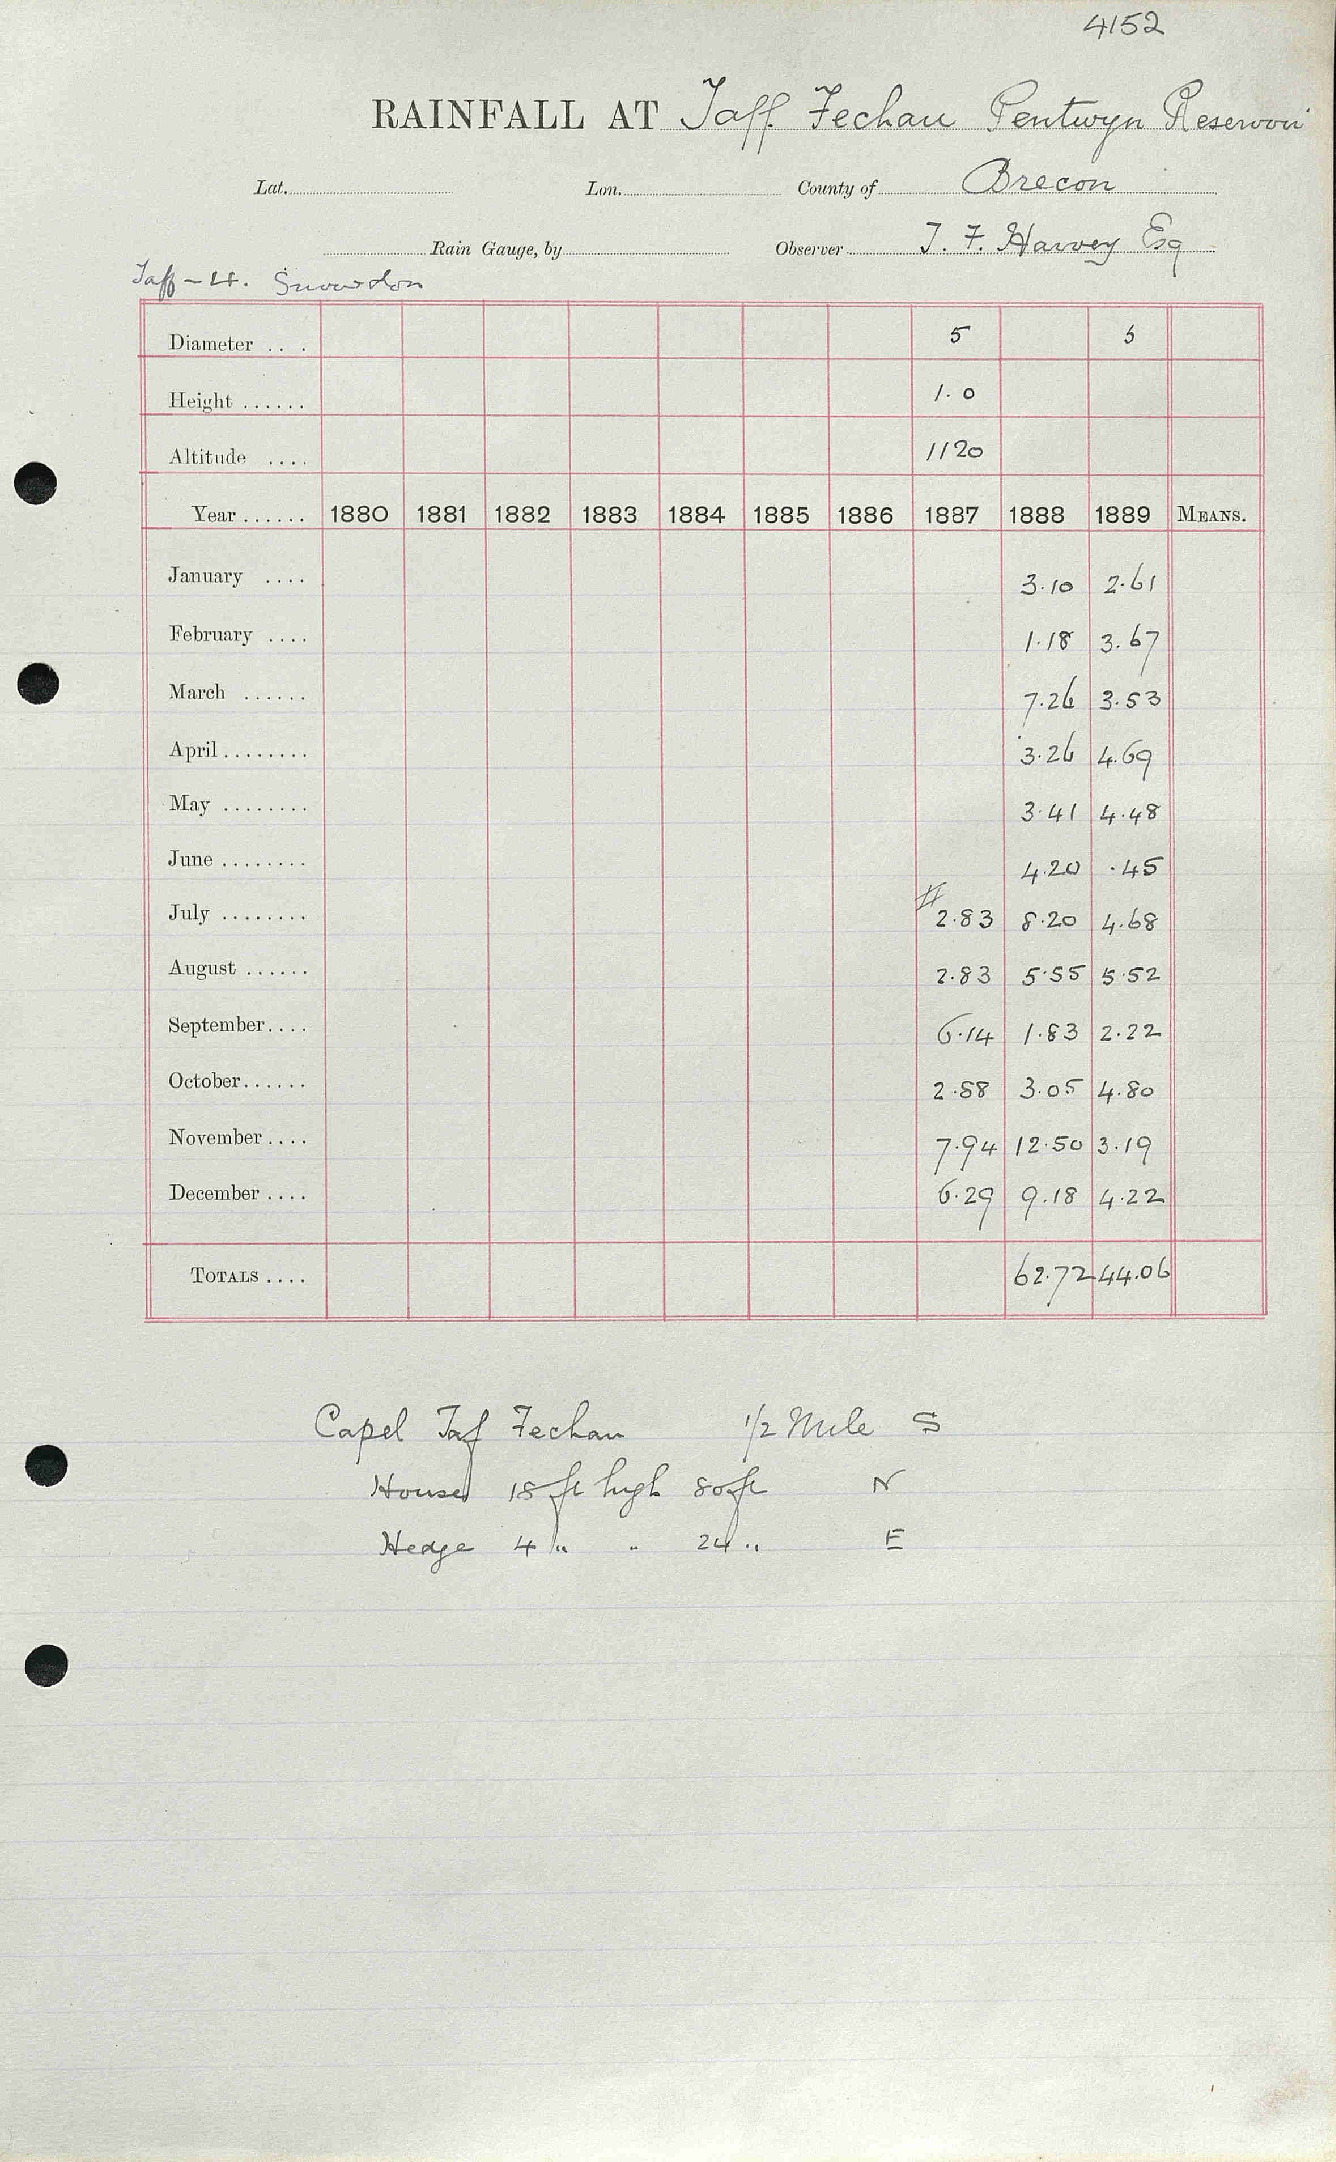 4152
RAINFALL AT Taff Fechan Pentwyn Reservoir
Lat. Lon. County of Brecon
Rain Gauge, by Observer T. F. Harvey Esq
Taff - 4. Snowdon
Diameter .. . 5 5
Height ...... 1.0
Altitude .... 1120
Year ...... 1880 1881 1882 1883 1884 1885 1886 1887 1888 1889 MEANS.
January .... 3.10 2.61
February .... 1.18 3.67
March ...... 7.26 3.53
April ........ 3.26 4.69
May ........ 3.41 4.48
June ........ 4.20 .45
July ........ # 2.83 8.20 4.68
August ...... 2.83 5.55 5.52
September.... 6.14 1.83 2.22
October...... 2.88 3.05 4.80
November.... 7.94 12.50 3.19
December.... 6.29 9.18 4.22
TOTALS .... 62.72 44.06
Capel Taf Fechan 1/2 Mile S
House 18 ft high 80 ft N
Hedge 4 " " 24 " E